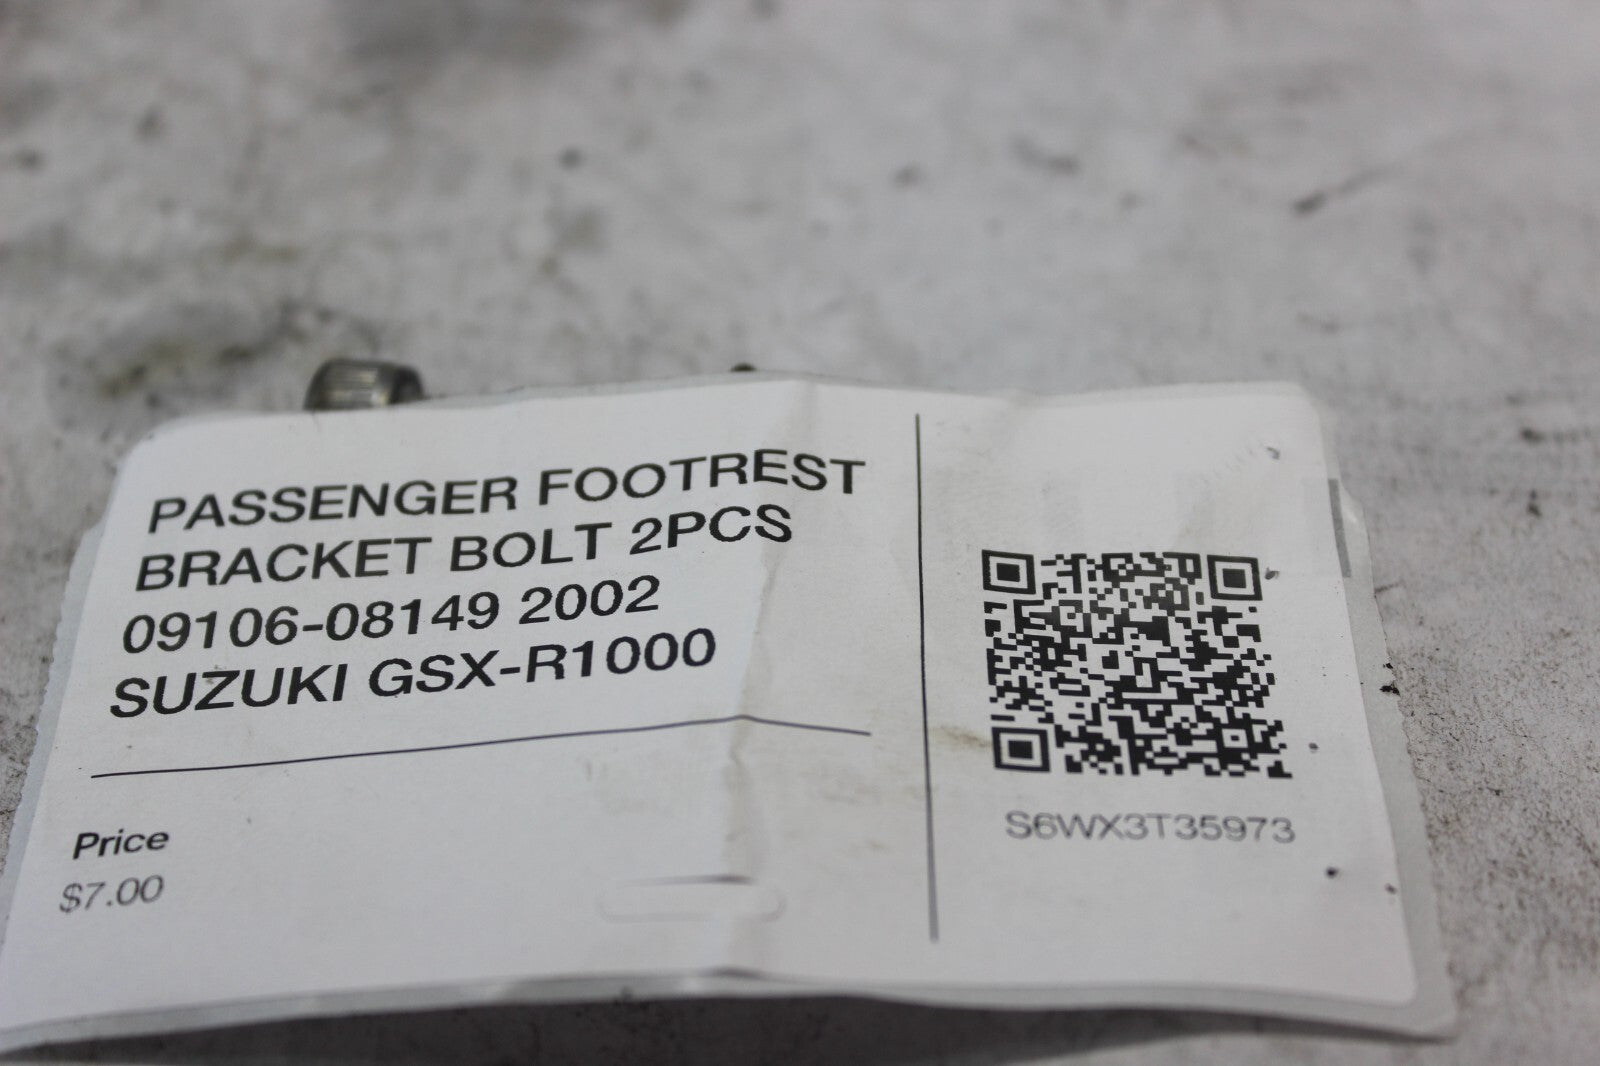 PASSENGER FOOTREST
BRACKET BOLT 2PCS
09106-08149 2002
SUZUKI GSX-R1000
Price
$7.00
S6WX3T35973